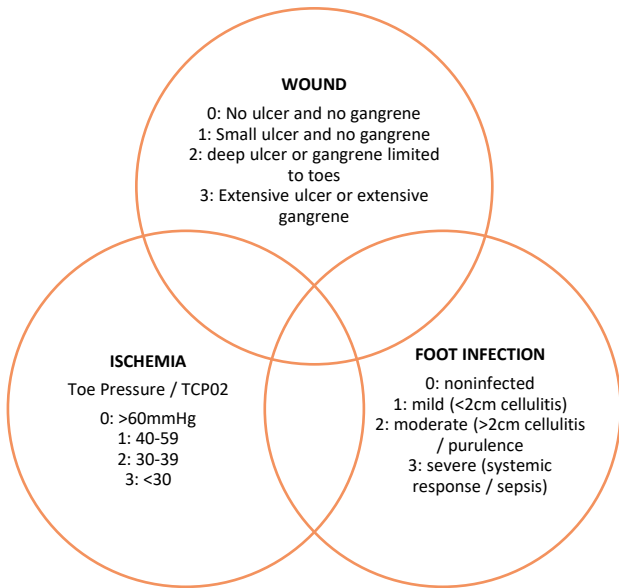 WOUND
0: No ulcer and no gangrene
1: Small ulcer and no gangrene
2: deep ulcer or gangrene limited
to toes
3: Extensive ulcer or extensive
gangrene
ISCHEMIA
Toe Pressure / TCP02
0: >60mmHg
1: 40-59
2: 30-39
3: <30
FOOT INFECTION
0: noninfected
1: mild (<2cm cellulitis)
2: moderate (>2cm cellulitis
/ purulence
3: severe (systemic
response / sepsis)